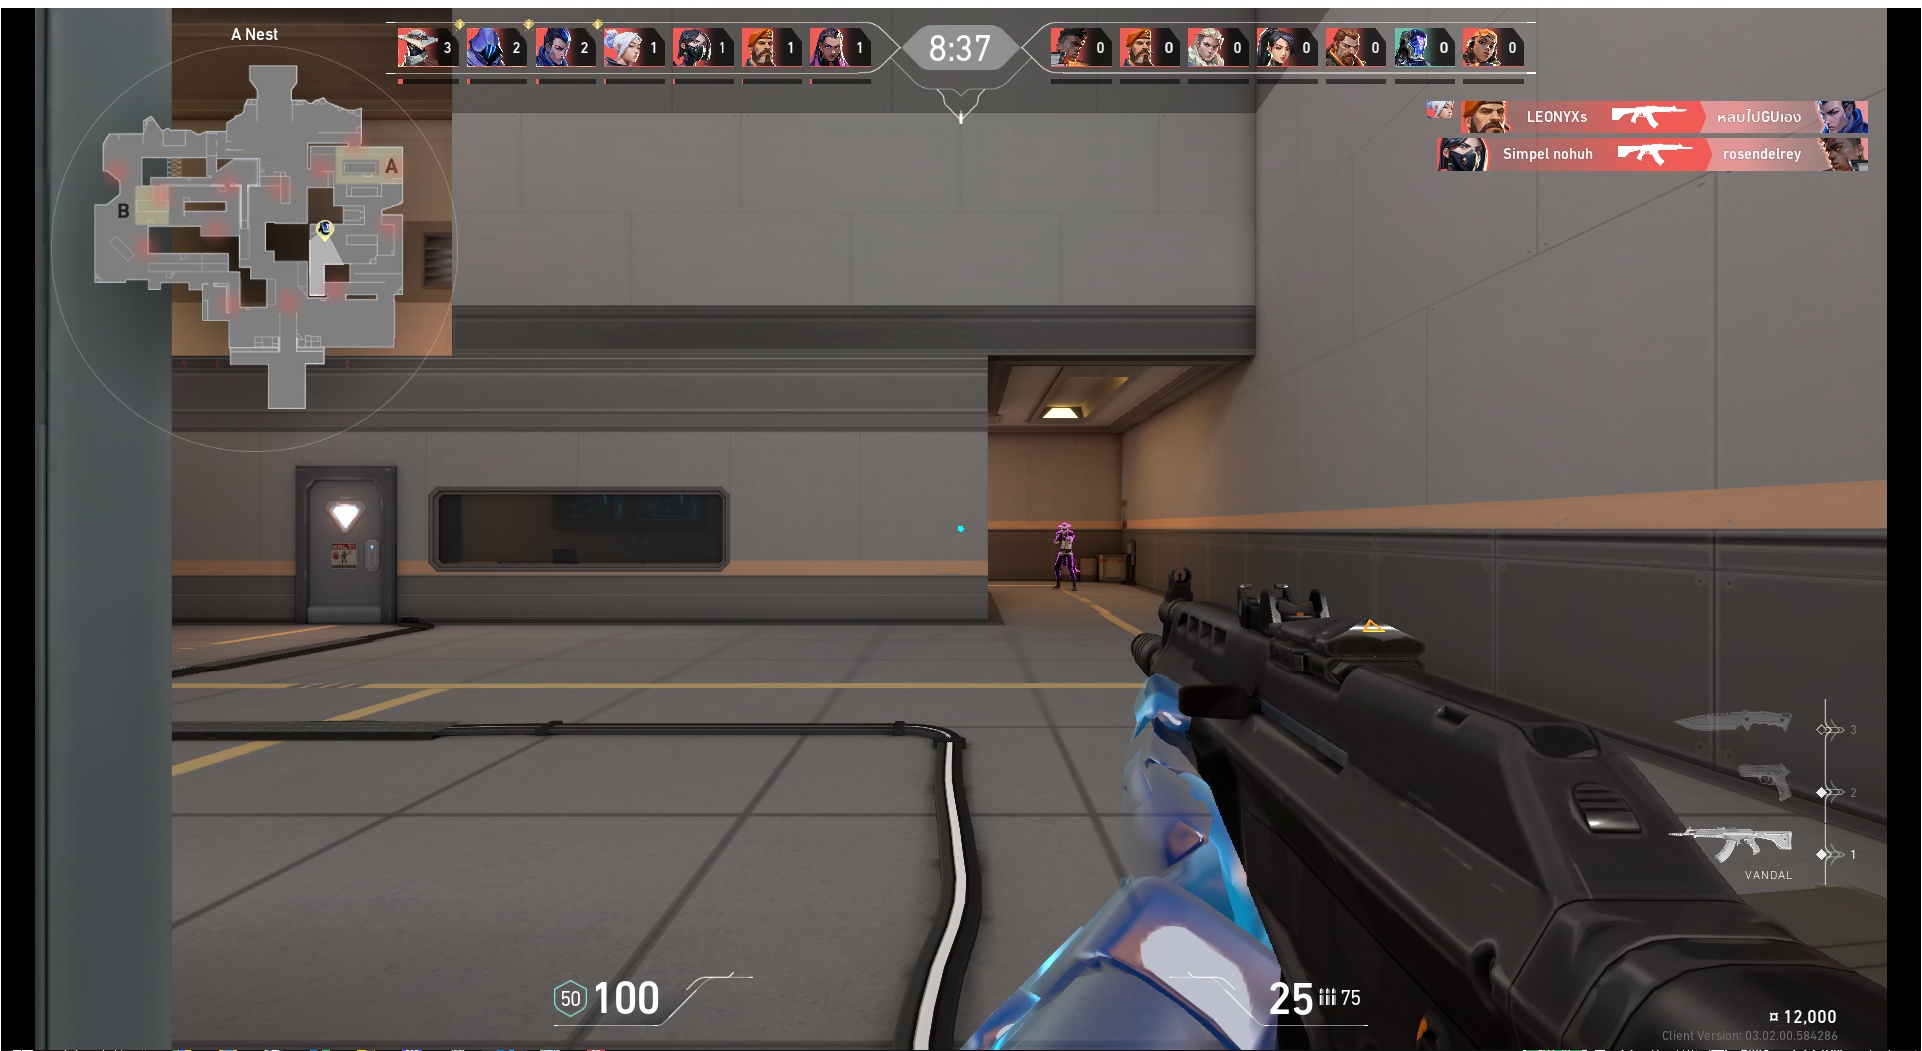 A Nest
3 2 2 1 1 1 1 8:37 0 0 0 0 0 0 0
LEONYXs หลบไปGUเอง
Simpel nohuh rosendelrey
A
B
3
2
1
VANDAL
50 100
25 75
¤ 12,000
Client Version: 03.02.00.584286